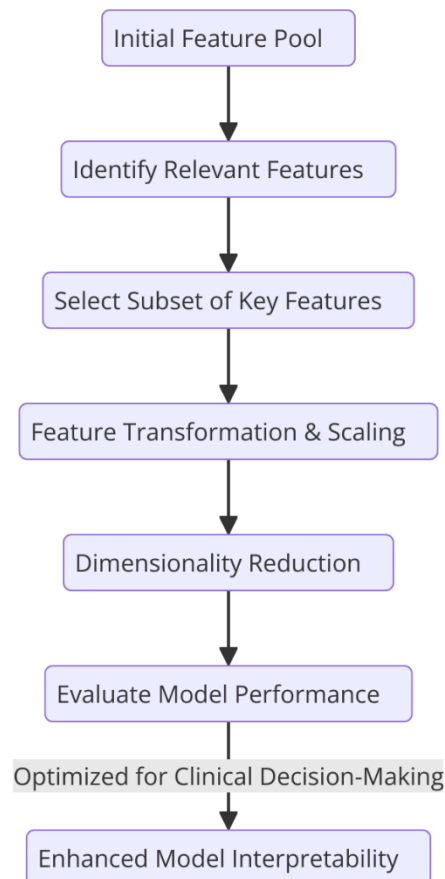 Initial Feature Pool
Identify Relevant Features
Select Subset of Key Features
Feature Transformation & Scaling
Dimensionality Reduction
Evaluate Model Performance
Optimized for Clinical Decision-Making
Enhanced Model Interpretability